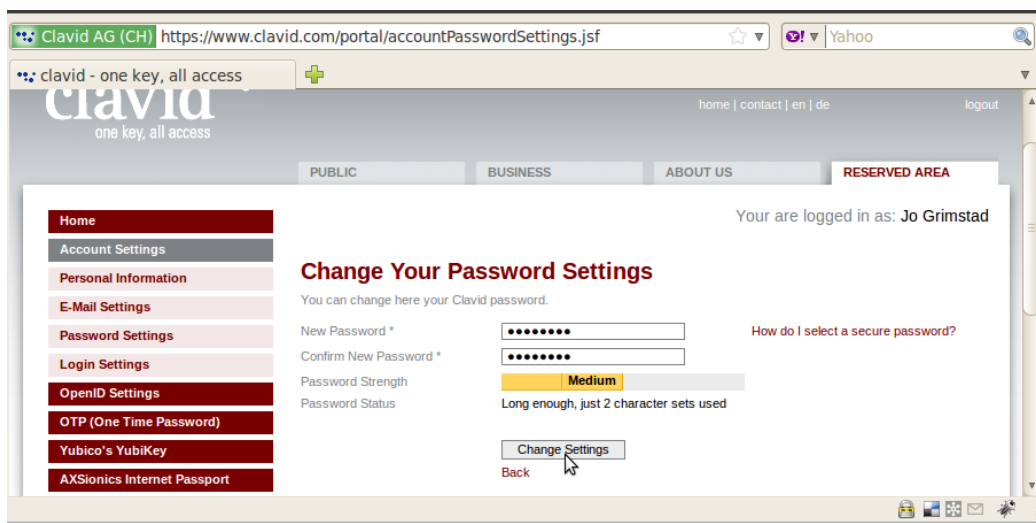 Clavid AG (CH) https://www.clavid.com/portal/accountPasswordSettings.jsf Yahoo
clavid - one key, all access
clavid
one key, all access
home | contact | en | de logout
PUBLIC BUSINESS ABOUT US RESERVED AREA
Your are logged in as: Jo Grimstad
Home
Account Settings
Personal Information
E-Mail Settings
Password Settings
Login Settings
OpenID Settings
OTP (One Time Password)
Yubico's YubiKey
AXSionics Internet Passport
Change Your Password Settings
You can change here your Clavid password.
New Password * ●●●●●●●● How do I select a secure password?
Confirm New Password * ●●●●●●●●
Password Strength Medium
Password Status Long enough, just 2 character sets used
Change Settings
Back